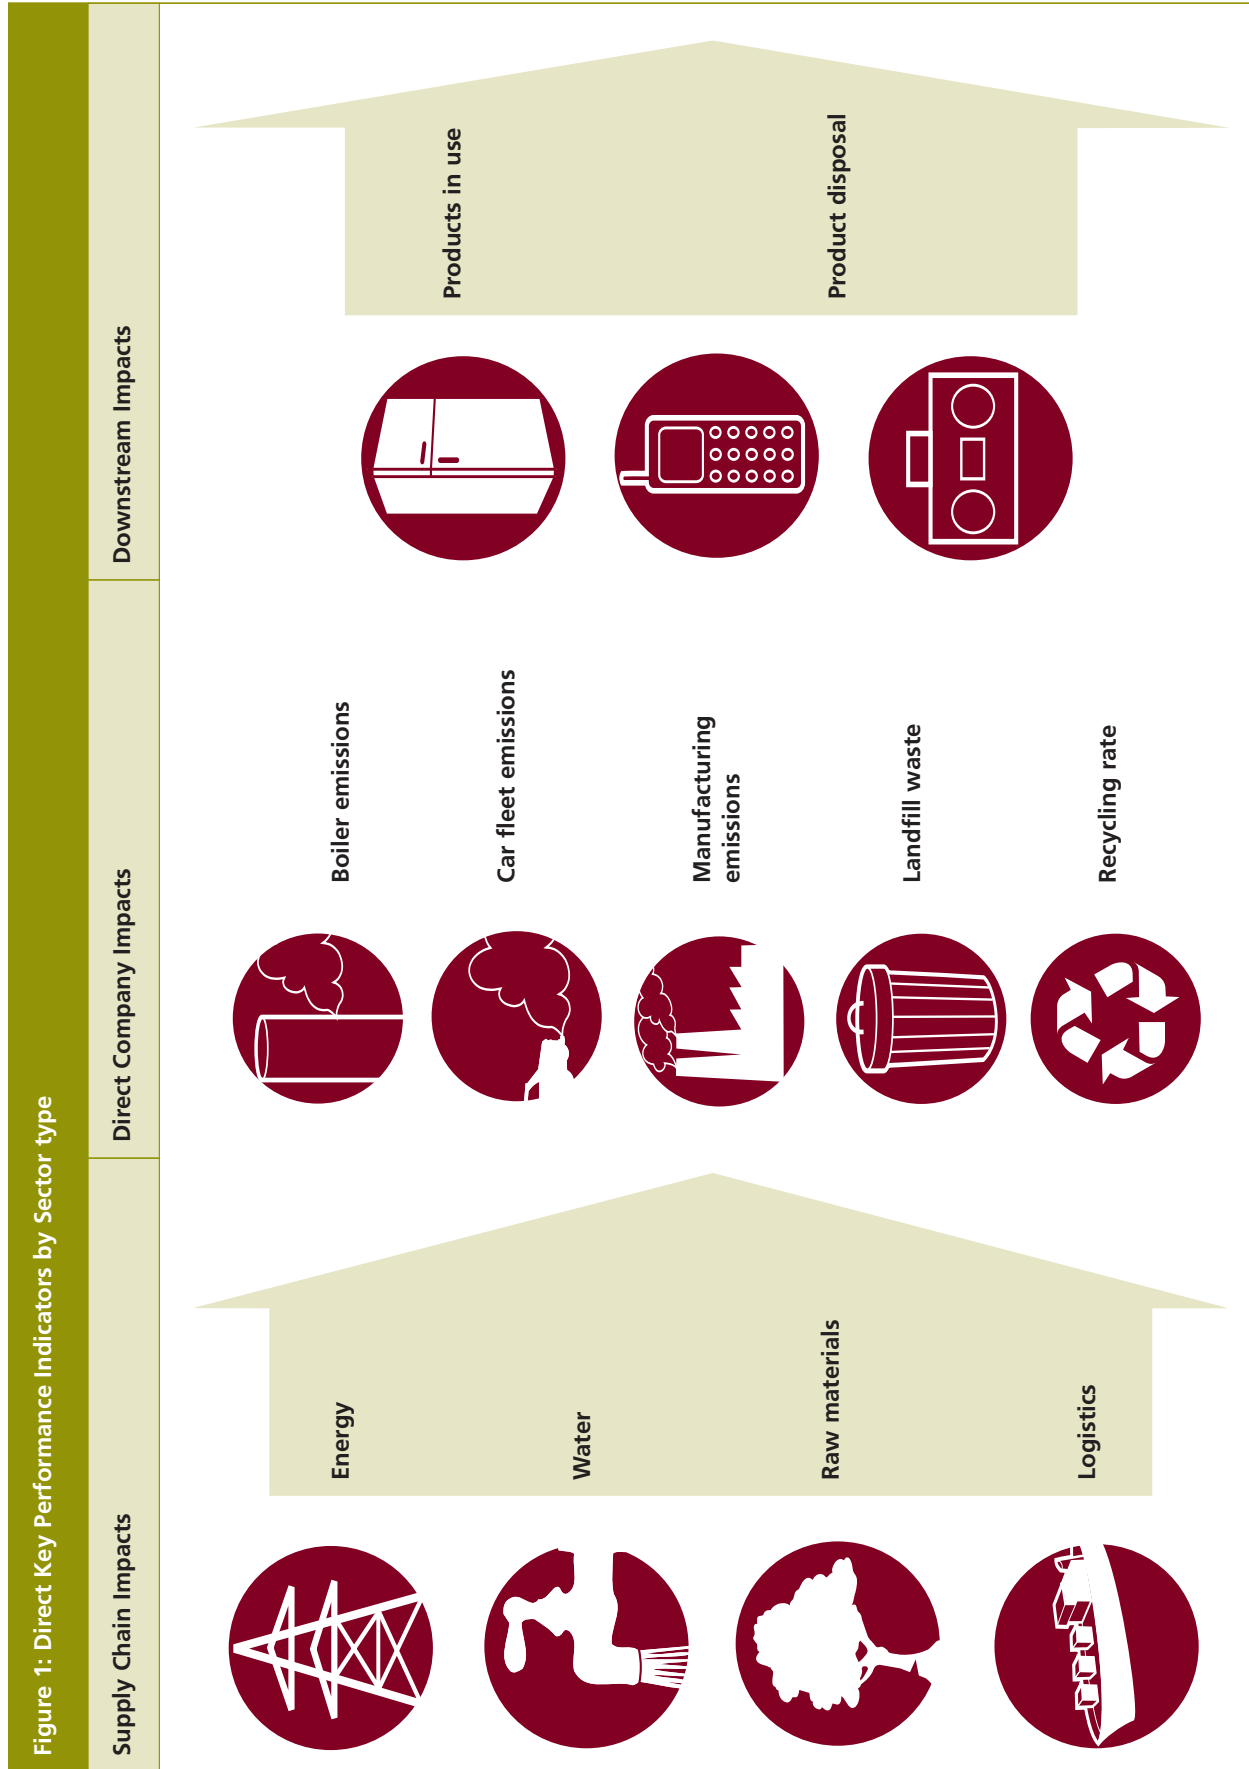 Figure 1: Direct Key Performance Indicators by Sector type
Supply Chain Impacts
Direct Company Impacts
Downstream Impacts
Energy
Water
Raw materials
Logistics
Boiler emissions
Car fleet emissions
Manufacturing
emissions
Landfill waste
Recycling rate
Products in use
Product disposal